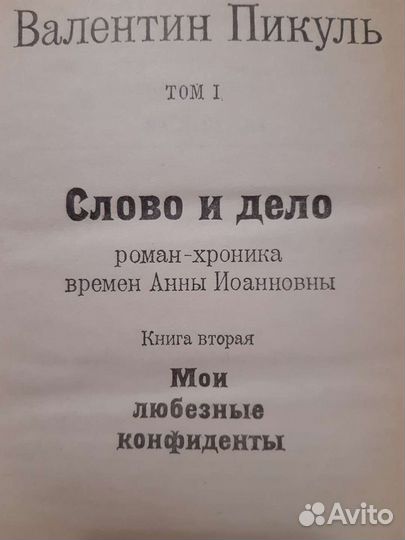 Валентин Пикуль
ТОМ I
Слово и дело
роман-хроника
времен Анны Иоанновны
Книга вторая
Мои
любезные
конфиденты
Avito